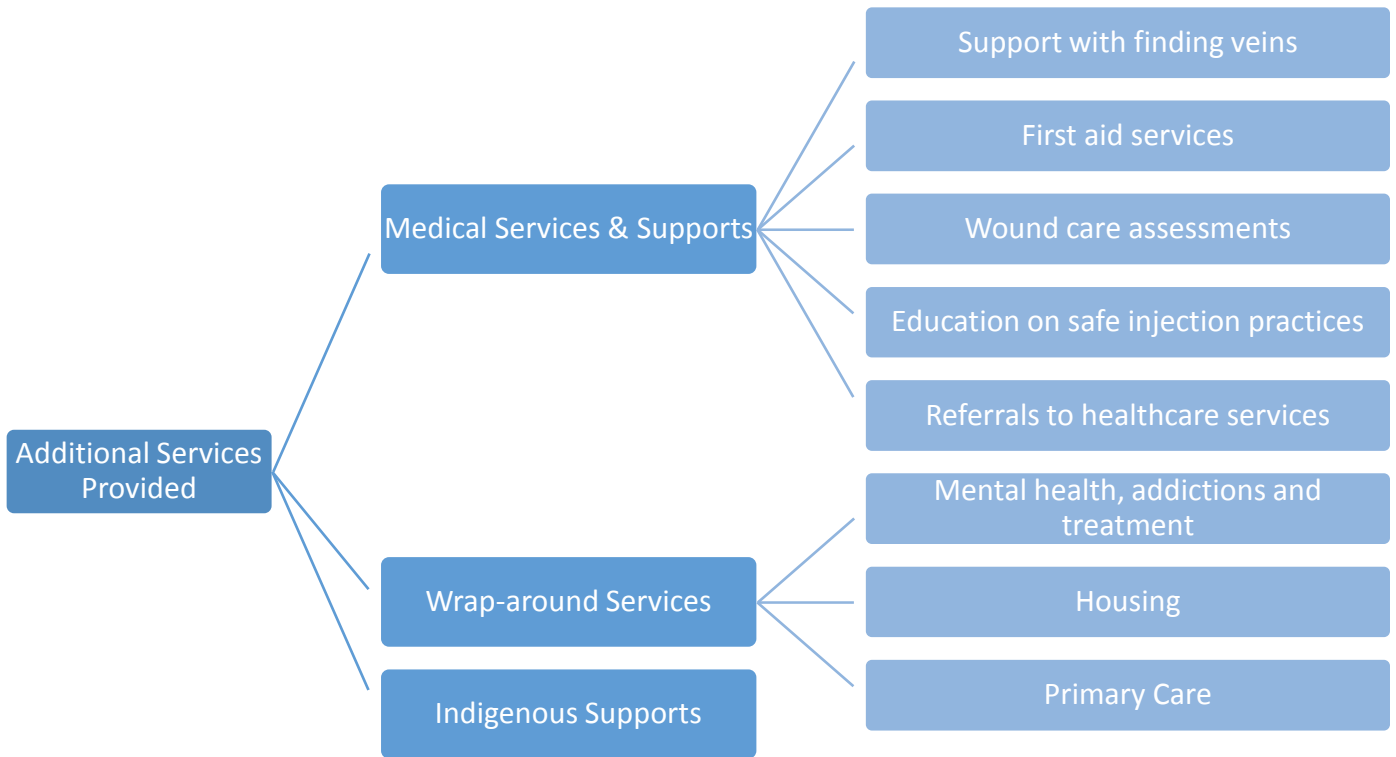 Additional Services
Provided
Medical Services & Supports
Support with finding veins
First aid services
Wound care assessments
Education on safe injection practices
Referrals to healthcare services
Wrap-around Services
Mental health, addictions and
treatment
Housing
Primary Care
Indigenous Supports